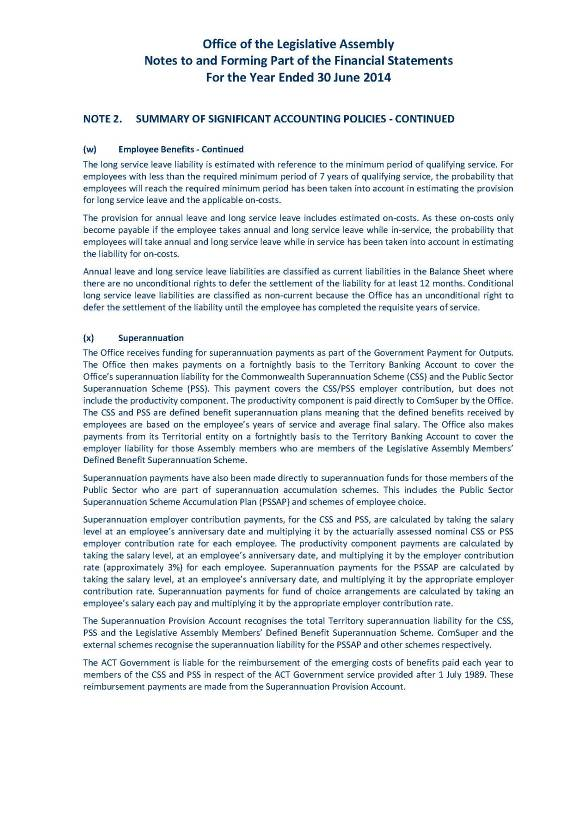 Office of the Legislative Assembly
Notes to and Forming Part of the Financial Statements
For the Year Ended 30 June 2014
NOTE 2. SUMMARY OF SIGNIFICANT ACCOUNTING POLICIES - CONTINUED
(w) Employee Benefits - Continued
The long service leave liability is estimated with reference to the minimum period of qualifying service. For
employees with less than the required minimum period of 7 years of qualifying service, the probability that
employees will reach the required minimum period has been taken into account in estimating the provision
for long service leave and the applicable on-costs.
The provision for annual leave and long service leave includes estimated on-costs. As these on-costs only
become payable if the employee takes annual and long service leave while in-service, the probability that
employees will take annual and long service leave while in service has been taken into account in estimating
the liability for on-costs.
Annual leave and long service leave liabilities are classified as current liabilities in the Balance Sheet where
there are no unconditional rights to defer the settlement of the liability for at least 12 months. Conditional
long service leave liabilities are classified as non-current because the Office has an unconditional right to
defer the settlement of the liability until the employee has completed the requisite years of service.
(x) Superannuation
The Office receives funding for superannuation payments as part of the Government Payment for Outputs.
The Office then makes payments on a fortnightly basis to the Territory Banking Account to cover the
Office's superannuation liability for the Commonwealth Superannuation Scheme (CSS) and the Public Sector
Superannuation Scheme (PSS). This payment covers the CSS/PSS employer contribution, but does not
include the productivity component. The productivity component is paid directly to ComSuper by the Office.
The CSS and PSS are defined benefit superannuation plans meaning that the defined benefits received by
employees are based on the employee's years of service and average final salary. The Office also makes
payments from its Territorial entity on a fortnightly basis to the Territory Banking Account to cover the
employer liability for those Assembly members who are members of the Legislative Assembly Members'
Defined Benefit Superannuation Scheme.
Superannuation payments have also been made directly to superannuation funds for those members of the
Public Sector who are part of superannuation accumulation schemes. This includes the Public Sector
Superannuation Scheme Accumulation Plan (PSSAP) and schemes of employee choice.
Superannuation employer contribution payments, for the CSS and PSS, are calculated by taking the salary
level at an employee's anniversary date and multiplying it by the actuarially assessed nominal CSS or PSS
employer contribution rate for each employee. The productivity component payments are calculated by
taking the salary level, at an employee's anniversary date, and multiplying it by the employer contribution
rate (approximately 3%) for each employee. Superannuation payments for the PSSAP are calculated by
taking the salary level, at an employee's anniversary date, and multiplying it by the appropriate employer
contribution rate. Superannuation payments for fund of choice arrangements are calculated by taking an
employee's salary each pay and multiplying it by the appropriate employer contribution rate.
The Superannuation Provision Account recognises the total Territory superannuation liability for the CSS,
PSS and the Legislative Assembly Members' Defined Benefit Superannuation Scheme. ComSuper and the
external schemes recognise the superannuation liability for the PSSAP and other schemes respectively.
The ACT Government is liable for the reimbursement of the emerging costs of benefits paid each year to
members of the CSS and PSS in respect of the ACT Government service provided after 1 July 1989. These
reimbursement payments are made from the Superannuation Provision Account.